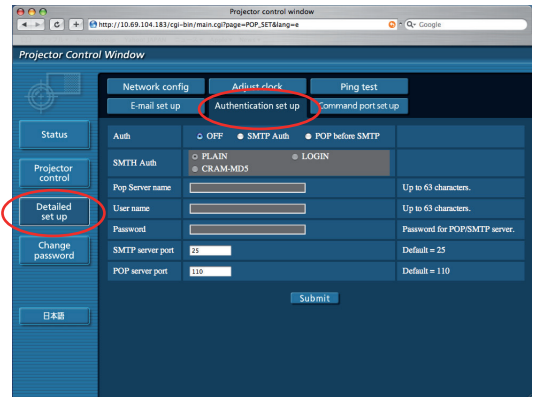 Projector control window
http://10.69.104.183/cgi-bin/main.cgi?page=POP_SET&lang=e
Google
Projector Control Window
Network config Adjust clock Ping test
E-mail set up Authentication set up Command port set up
Status
Projector control
Detailed set up
Change password
日本語
Auth OFF SMTP Auth POP before SMTP
SMTH Auth PLAIN LOGIN
CRAM-MD5
Pop Server name Up to 63 characters.
User name Up to 63 characters.
Password Password for POP/SMTP server.
SMTP server port 25 Default = 25
POP server port 110 Default = 110
Submit